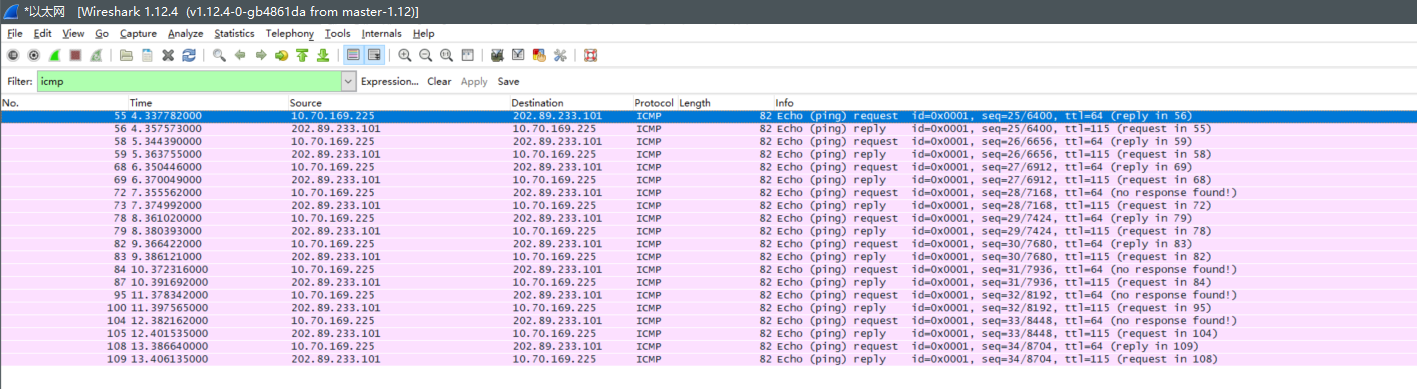 *以太网 [Wireshark 1.12.4 (v1.12.4-0-gb4861da from master-1.12)]
File Edit View Go Capture Analyze Statistics Telephony Tools Internals Help
Filter: icmp Expression... Clear Apply Save
No. Time Source Destination Protocol Length Info
55 4.337782000 10.70.169.225 202.89.233.101 ICMP 82 Echo (ping) request id=0x0001, seq=25/6400, ttl=64 (reply in 56)
56 4.357573000 202.89.233.101 10.70.169.225 ICMP 82 Echo (ping) reply id=0x0001, seq=25/6400, ttl=115 (request in 55)
58 5.344390000 10.70.169.225 202.89.233.101 ICMP 82 Echo (ping) request id=0x0001, seq=26/6656, ttl=64 (reply in 59)
59 5.363755000 202.89.233.101 10.70.169.225 ICMP 82 Echo (ping) reply id=0x0001, seq=26/6656, ttl=115 (request in 58)
68 6.350446000 10.70.169.225 202.89.233.101 ICMP 82 Echo (ping) request id=0x0001, seq=27/6912, ttl=64 (reply in 69)
69 6.370049000 202.89.233.101 10.70.169.225 ICMP 82 Echo (ping) reply id=0x0001, seq=27/6912, ttl=115 (request in 68)
72 7.355562000 10.70.169.225 202.89.233.101 ICMP 82 Echo (ping) request id=0x0001, seq=28/7168, ttl=64 (no response found!)
73 7.374992000 202.89.233.101 10.70.169.225 ICMP 82 Echo (ping) reply id=0x0001, seq=28/7168, ttl=115 (request in 72)
78 8.361020000 10.70.169.225 202.89.233.101 ICMP 82 Echo (ping) request id=0x0001, seq=29/7424, ttl=64 (reply in 79)
79 8.380393000 202.89.233.101 10.70.169.225 ICMP 82 Echo (ping) reply id=0x0001, seq=29/7424, ttl=115 (request in 78)
82 9.366422000 10.70.169.225 202.89.233.101 ICMP 82 Echo (ping) request id=0x0001, seq=30/7680, ttl=64 (reply in 83)
83 9.386121000 202.89.233.101 10.70.169.225 ICMP 82 Echo (ping) reply id=0x0001, seq=30/7680, ttl=115 (request in 82)
84 10.372316000 10.70.169.225 202.89.233.101 ICMP 82 Echo (ping) request id=0x0001, seq=31/7936, ttl=64 (no response found!)
87 10.391692000 202.89.233.101 10.70.169.225 ICMP 82 Echo (ping) reply id=0x0001, seq=31/7936, ttl=115 (request in 84)
95 11.378342000 10.70.169.225 202.89.233.101 ICMP 82 Echo (ping) request id=0x0001, seq=32/8192, ttl=64 (no response found!)
100 11.397565000 202.89.233.101 10.70.169.225 ICMP 82 Echo (ping) reply id=0x0001, seq=32/8192, ttl=115 (request in 95)
104 12.382162000 10.70.169.225 202.89.233.101 ICMP 82 Echo (ping) request id=0x0001, seq=33/8448, ttl=64 (no response found!)
105 12.401535000 202.89.233.101 10.70.169.225 ICMP 82 Echo (ping) reply id=0x0001, seq=33/8448, ttl=115 (request in 104)
108 13.386640000 10.70.169.225 202.89.233.101 ICMP 82 Echo (ping) request id=0x0001, seq=34/8704, ttl=64 (reply in 109)
109 13.406135000 202.89.233.101 10.70.169.225 ICMP 82 Echo (ping) reply id=0x0001, seq=34/8704, ttl=115 (request in 108)